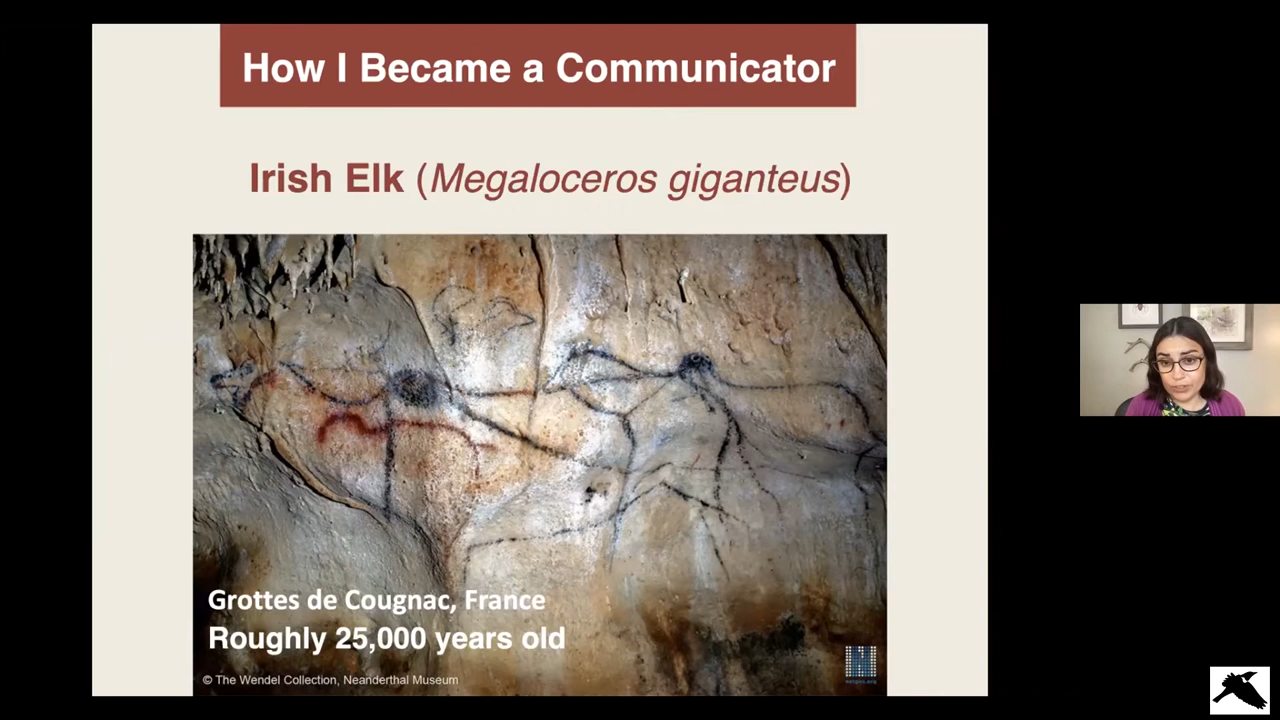 How I Became a Communicator
Irish Elk (Megaloceros giganteus)
Grottes de Cougnac, France
Roughly 25,000 years old
© The Wendel Collection, Neanderthal Museum